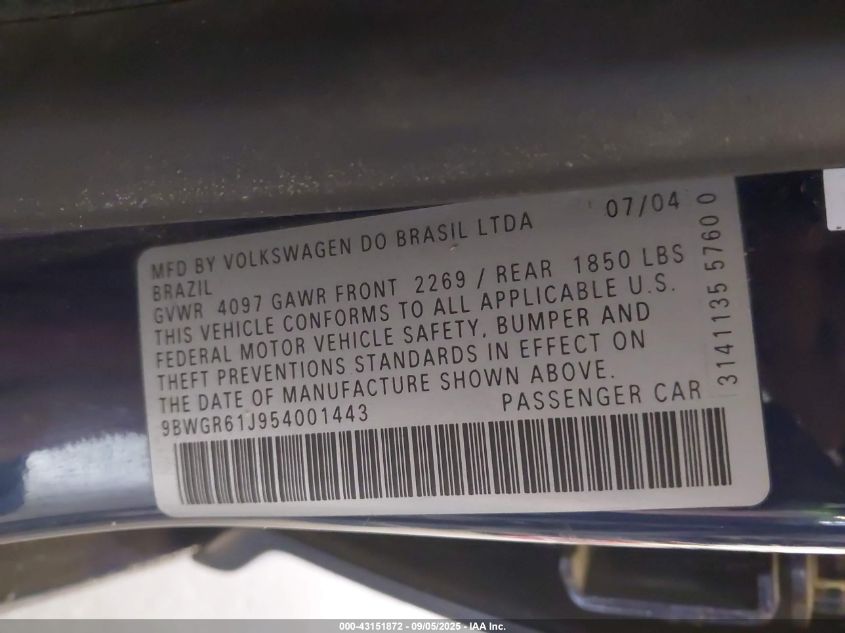 07/04
MFD BY VOLKSWAGEN DO BRASIL LTDA
BRAZIL
GVWR 4097 GAWR FRONT 2269 / REAR 1850 LBS
THIS VEHICLE CONFORMS TO ALL APPLICABLE U.S.
FEDERAL MOTOR VEHICLE SAFETY, BUMPER AND
THEFT PREVENTIONS STANDARDS IN EFFECT ON
THE DATE OF MANUFACTURE SHOWN ABOVE.
9BWGR61J954001443 PASSENGER CAR
3141135 5760 0
000-43151872 - 09/05/2025 - IAA Inc.